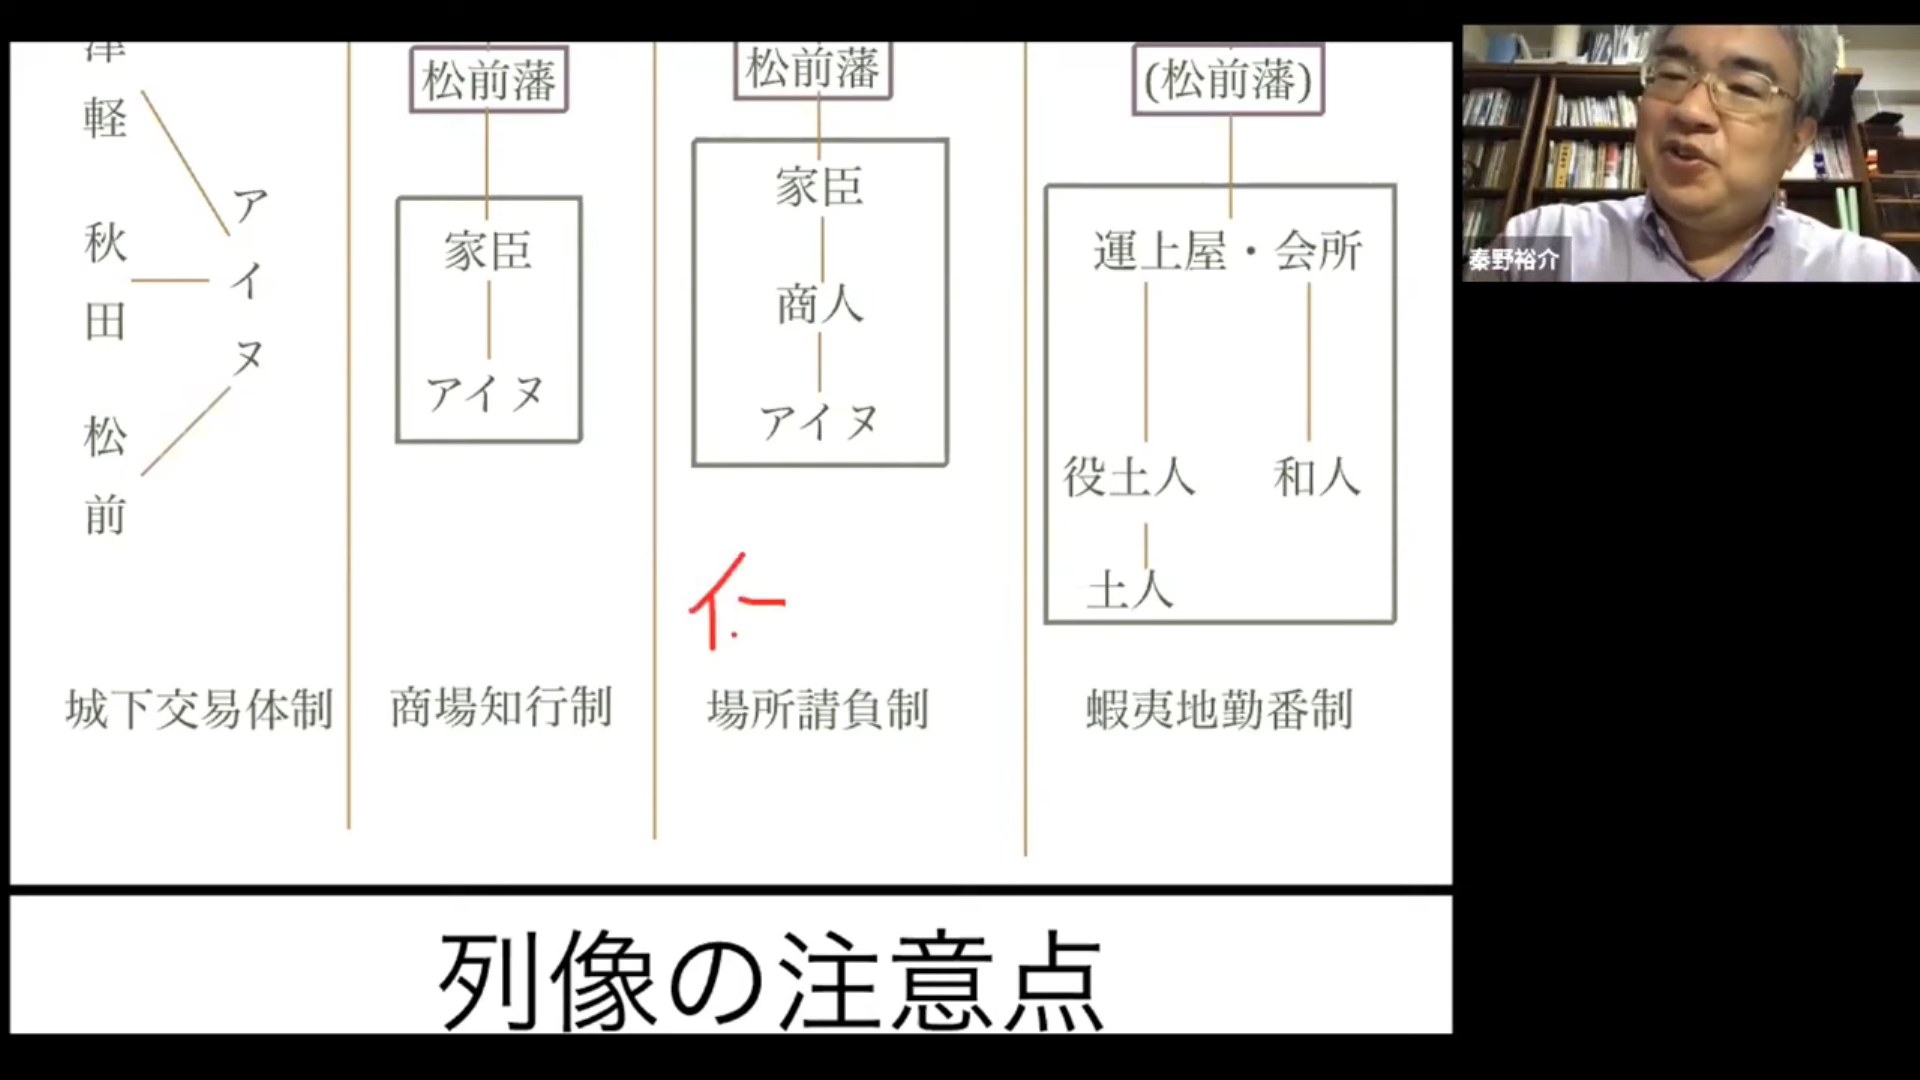 津軽
秋田
松前
アイヌ
城下交易体制
松前藩
家臣
アイヌ
商場知行制
松前藩
家臣
商人
アイヌ
場所請負制
(松前藩)
運上屋・会所
役土人
和人
土人
蝦夷地勤番制
列像の注意点
秦野裕介